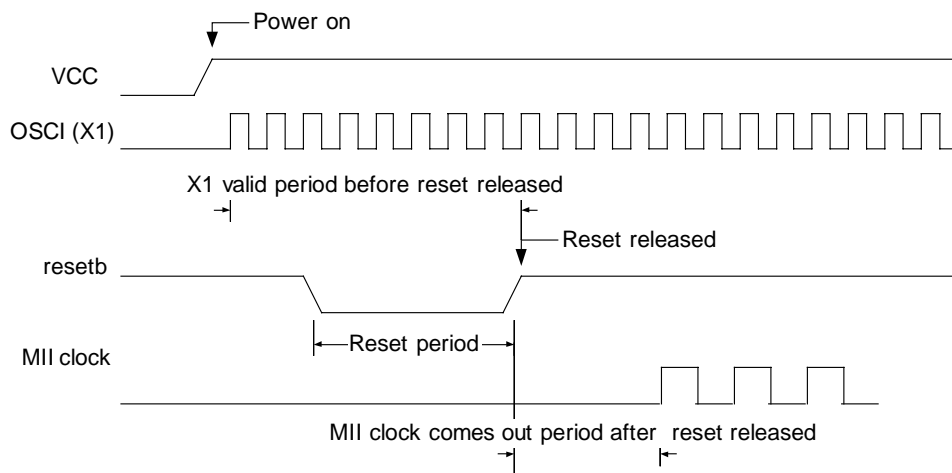 Power on
VCC
OSCI (X1)
X1 valid period before reset released
Reset released
resetb
Reset period
MII clock
MII clock comes out period after reset released